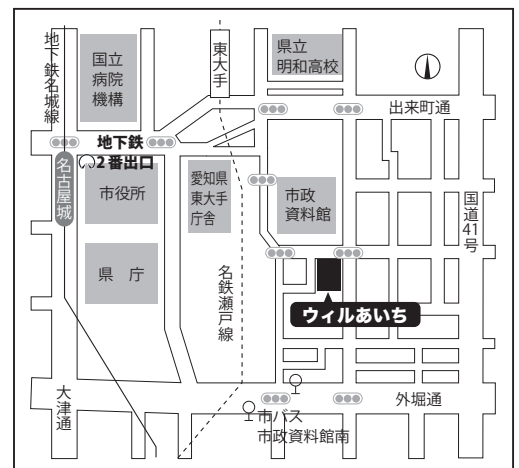 地下鉄名城線
国立
病院
機構
東大手
県立
明和高校
出来町通
地下鉄
2番出口
名古屋城
市役所
愛知県
東大手
庁舎
市政
資料館
国道41号
県 庁
名鉄瀬戸線
ウィルあいち
大津通
外堀通
市バス
市政資料館南